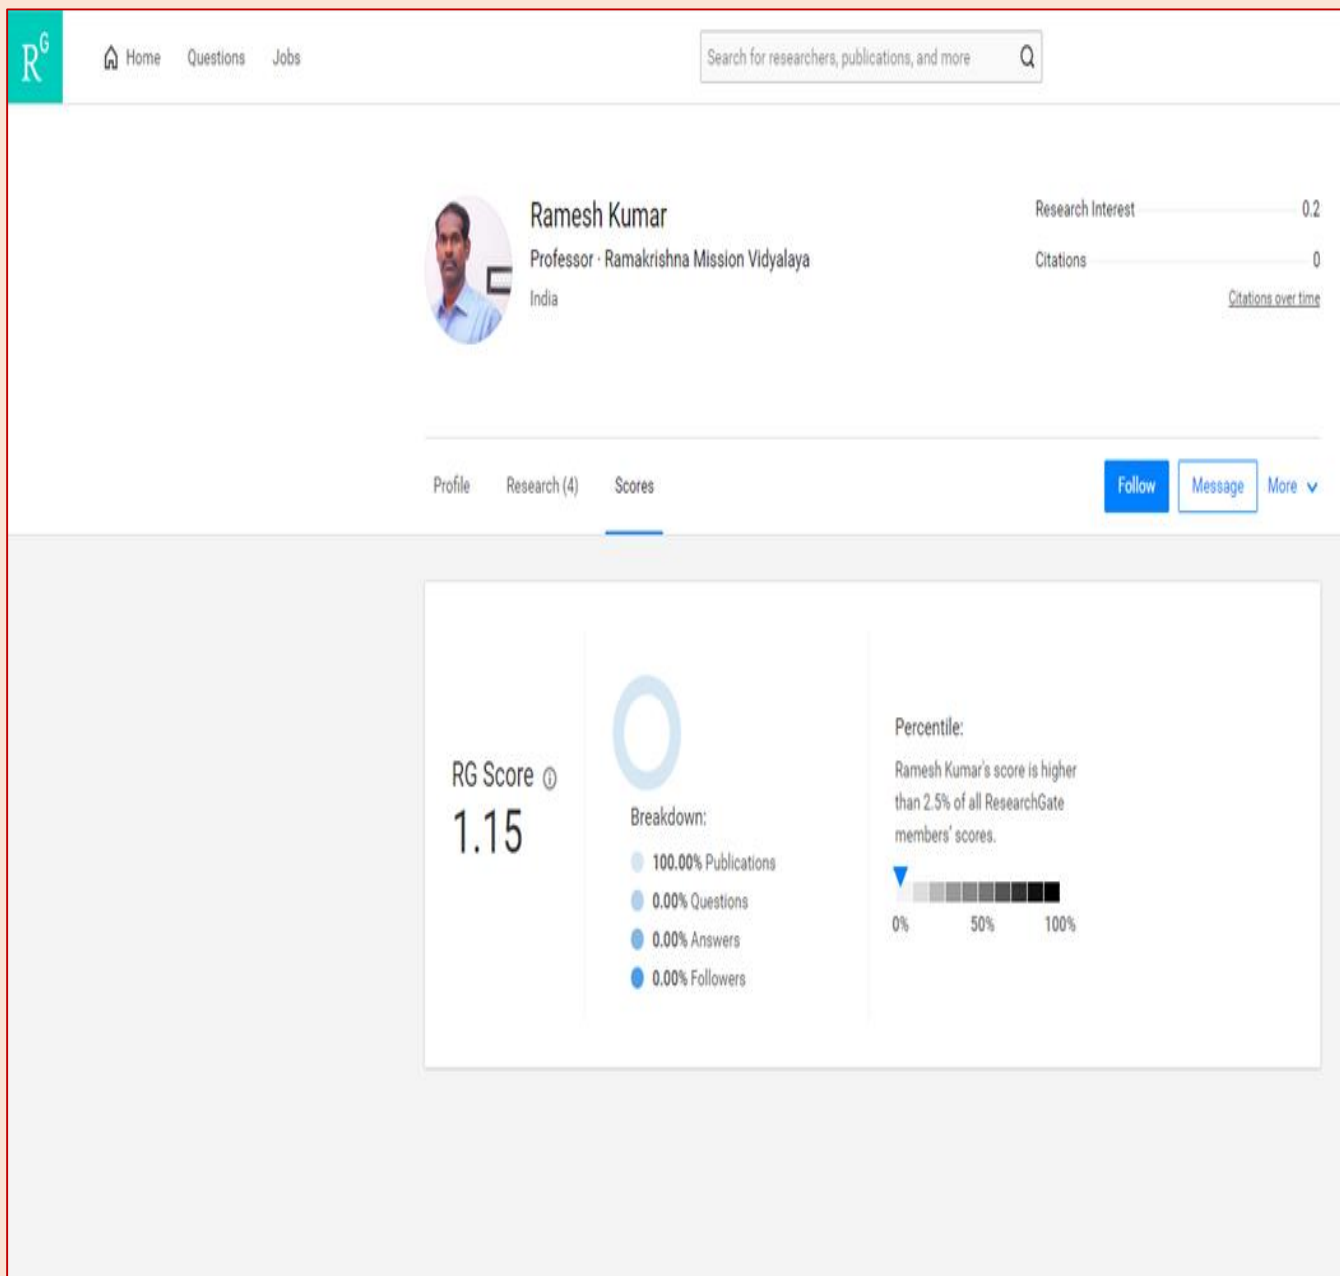 RG
Home Questions Jobs
Search for researchers, publications, and more
Ramesh Kumar
Professor · Ramakrishna Mission Vidyalaya
India
Research Interest 0.2
Citations 0
Citations over time
Profile Research (4) Scores
Follow Message More
RG Score
1.15
Breakdown:
100.00% Publications
0.00% Questions
0.00% Answers
0.00% Followers
Percentile:
Ramesh Kumar's score is higher
than 2.5% of all ResearchGate
members' scores.
0% 50% 100%